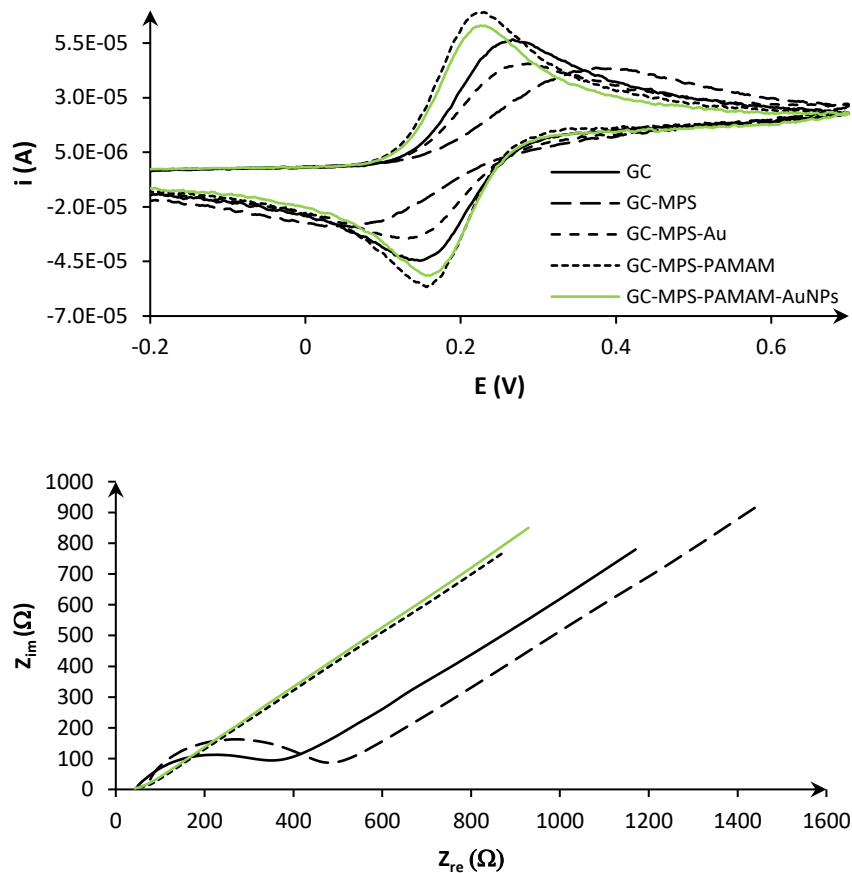 5.5E-05
3.0E-05
5.0E-06
-2.0E-05
-4.5E-05
-7.0E-05
i (A)
GC
GC-MPS
GC-MPS-Au
GC-MPS-PAMAM
GC-MPS-PAMAM-AuNPs
-0.2 0 0.2 0.4 0.6
E (V)
1000
900
800
700
600
500
400
300
200
100
0
Zim (Ω)
0 200 400 600 800 1000 1200 1400 1600
Zre (Ω)